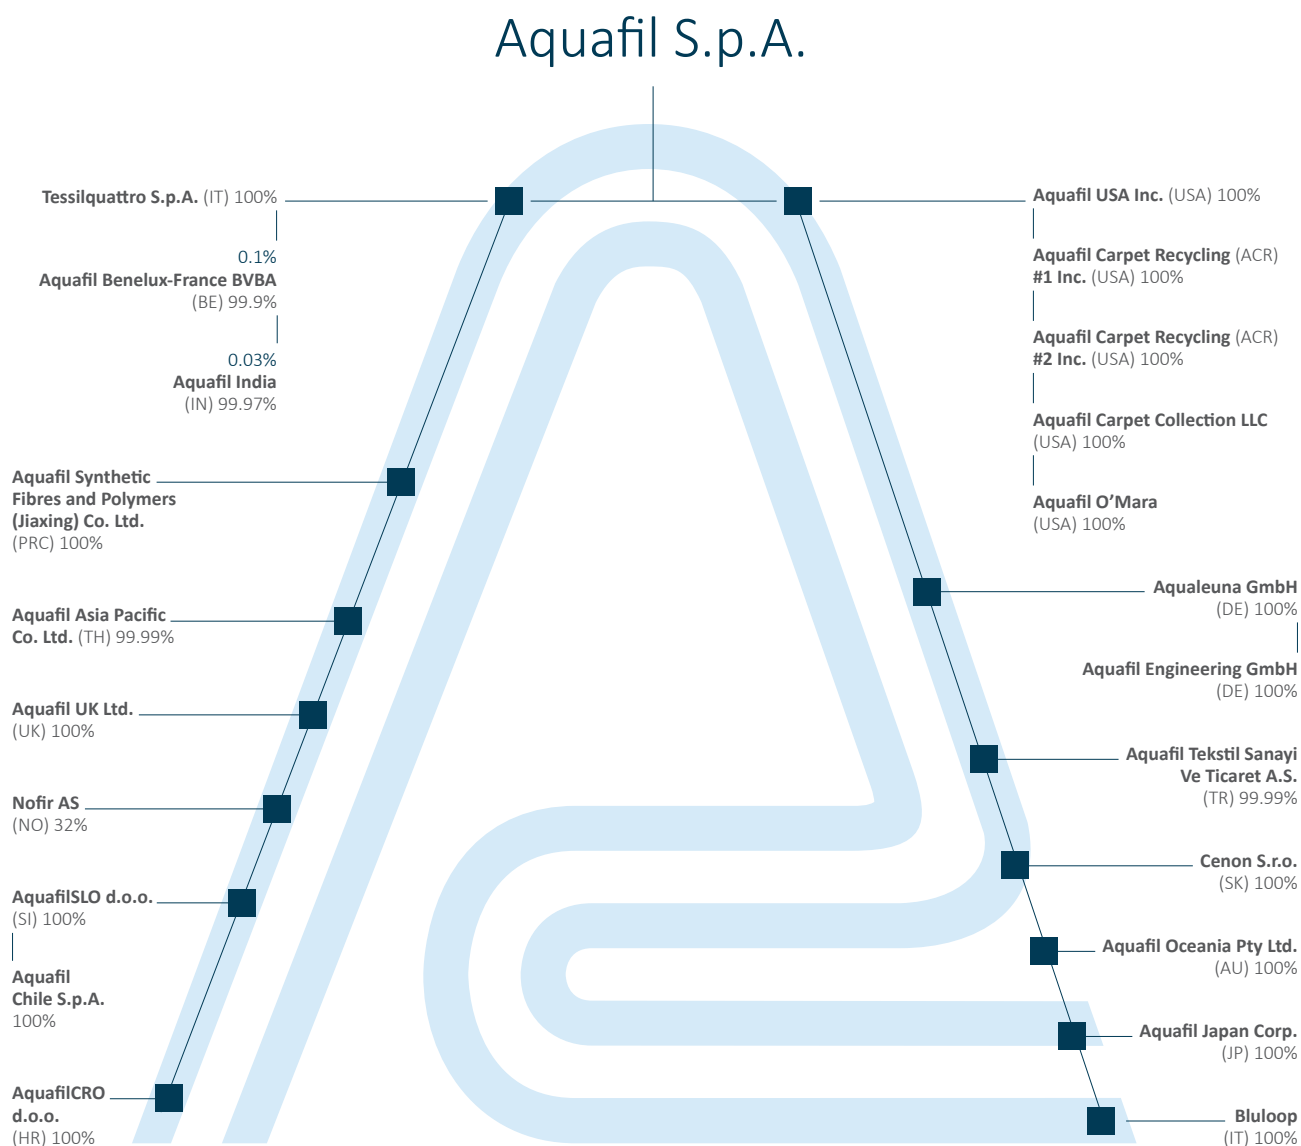 Aquafil S.p.A.
Tessilquattro S.p.A. (IT) 100%
0.1%
Aquafil Benelux-France BVBA
(BE) 99.9%
0.03%
Aquafil India
(IN) 99.97%
Aquafil Synthetic
Fibres and Polymers
(Jiaxing) Co. Ltd.
(PRC) 100%
Aquafil Asia Pacific
Co. Ltd. (TH) 99.99%
Aquafil UK Ltd.
(UK) 100%
Nofir AS
(NO) 32%
AquafilSLO d.o.o.
(SI) 100%
Aquafil
Chile S.p.A.
100%
AquafilCRO
d.o.o.
(HR) 100%
Aquafil USA Inc. (USA) 100%
Aquafil Carpet Recycling (ACR)
#1 Inc. (USA) 100%
Aquafil Carpet Recycling (ACR)
#2 Inc. (USA) 100%
Aquafil Carpet Collection LLC
(USA) 100%
Aquafil O’Mara
(USA) 100%
Aqualeuna GmbH
(DE) 100%
Aquafil Engineering GmbH
(DE) 100%
Aquafil Tekstil Sanayi
Ve Ticaret A.S.
(TR) 99.99%
Cenon S.r.o.
(SK) 100%
Aquafil Oceania Pty Ltd.
(AU) 100%
Aquafil Japan Corp.
(JP) 100%
Bluloop
(IT) 100%